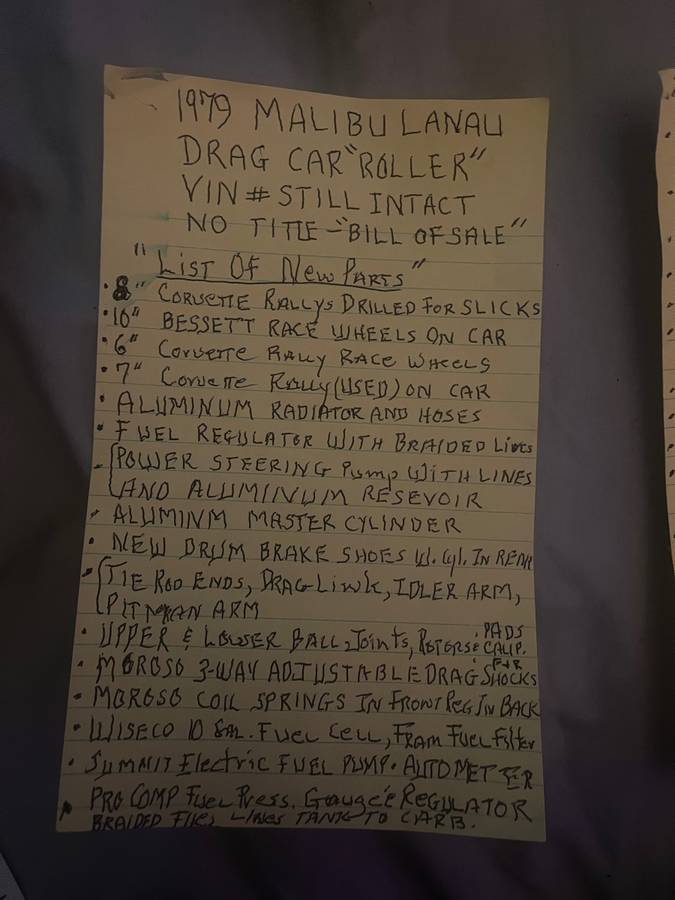 1979 MALIBU LANAU
DRAG CAR "ROLLER"
VIN # STILL INTACT
NO TITLE - "BILL OF SALE"
"LIST OF NEW PARTS"
• 8" CORVETTE RALLYS DRILLED FOR SLICKS
• 10" BESSETT RACE WHEELS ON CAR
• 6" CORVETTE RALLY RACE WHEELS
• 7" CORVETTE RALLY (USED) ON CAR
• ALUMINUM RADIATOR AND HOSES
• FUEL REGULATOR WITH BRAIDED Lines
• POWER STEERING Pump WITH LINES
AND ALUMINUM RESEVOIR
• ALUMINM MASTER CYLINDER
• NEW DRUM BRAKE SHOES W. Cyl. IN REAR
• TIE ROD ENDS, DRAG Link, IDLER ARM,
PITMAN ARM
• UPPER & LOWER BALL Joints, ROTERS & CALIP. PADS
• MOROSO 3-WAY ADJUSTABLE DRAG SHOCKS F&R
• MOROSO COIL SPRINGS IN FRONT REG IN BACK
• WISECO 10 GAL. FUEL CELL, FRAM FUEL Filter
• SUMMIT Electric FUEL PUMP • AUTOMETER
• PRO COMP Fuel Press. Gauge & REGULATOR
BRAIDED FUEL LINES TANK TO CARB.